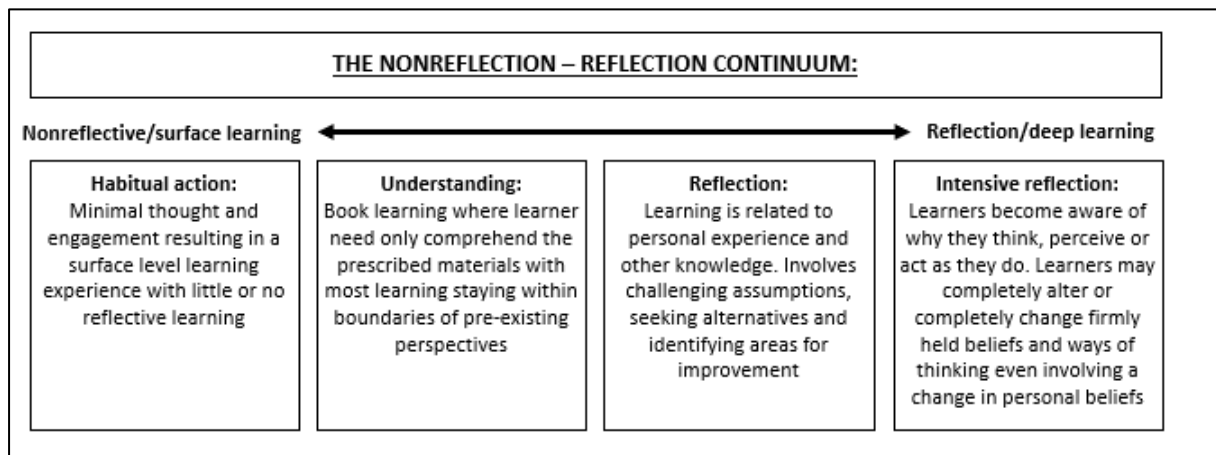 THE NONREFLECTION – REFLECTION CONTINUUM:
Nonreflective/surface learning
Reflection/deep learning
Habitual action:
Minimal thought and
engagement resulting in a
surface level learning
experience with little or no
reflective learning
Understanding:
Book learning where learner
need only comprehend the
prescribed materials with
most learning staying within
boundaries of pre-existing
perspectives
Reflection:
Learning is related to
personal experience and
other knowledge. Involves
challenging assumptions,
seeking alternatives and
identifying areas for
improvement
Intensive reflection:
Learners become aware of
why they think, perceive or
act as they do. Learners may
completely alter or
completely change firmly
held beliefs and ways of
thinking even involving a
change in personal beliefs